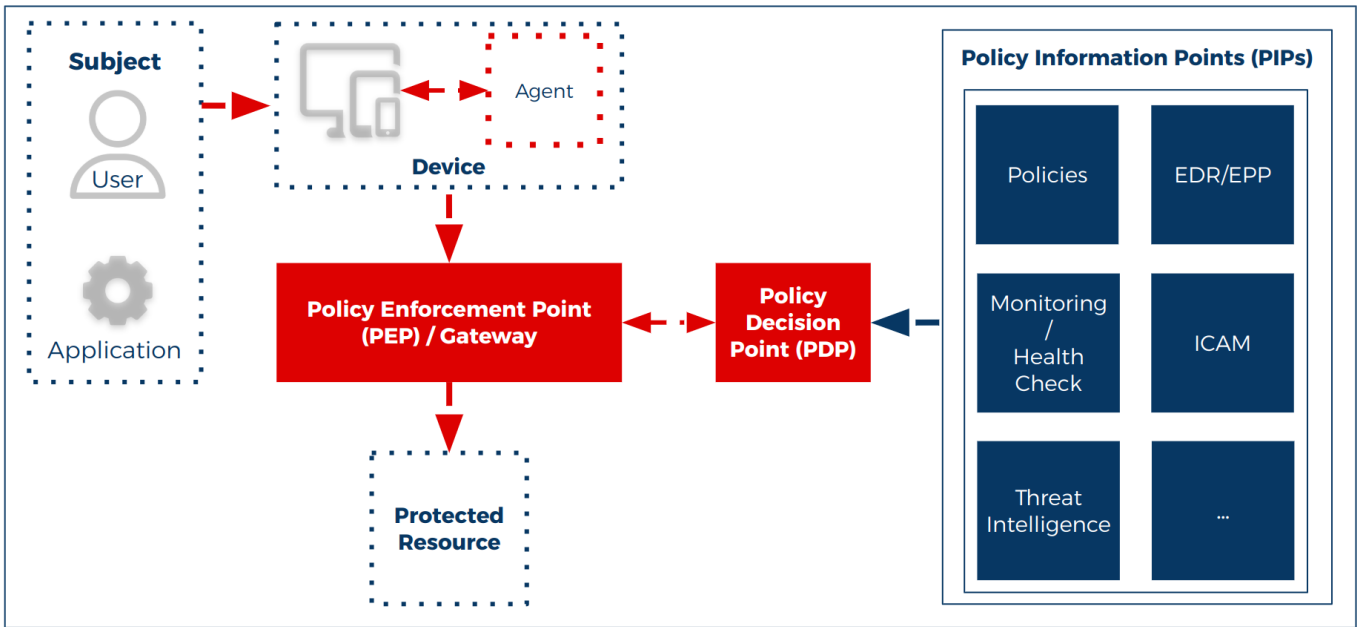 Subject
User
Application
Agent
Device
Policy Enforcement Point
(PEP) / Gateway
Policy
Decision
Point (PDP)
Protected
Resource
Policy Information Points (PIPs)
Policies
EDR/EPP
Monitoring
/
Health
Check
ICAM
Threat
Intelligence
...